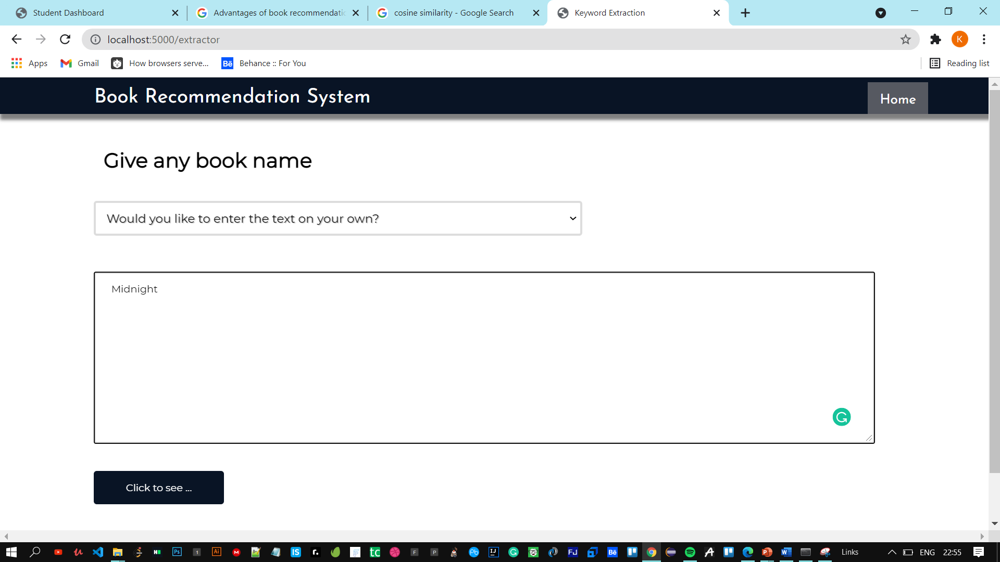 Student Dashboard
Advantages of book recommendatic
cosine similarity - Google Search
Keyword Extraction
localhost:5000/extractor
K
Apps
Gmail
How browsers serve...
Bē
Behance :: For You
Reading list
Book Recommendation System
Home
Give any book name
Would you like to enter the text on your own?
Midnight
Click to see ...
Links
ENG
22:55